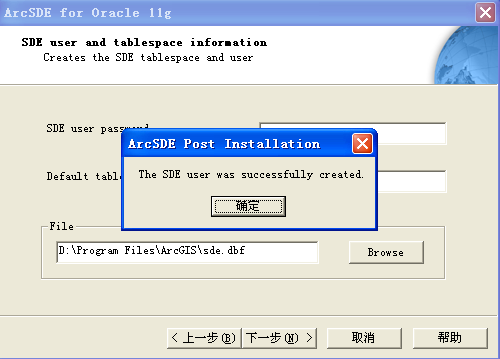 ArcSDE for Oracle 11g
SDE user and tablespace information
Creates the SDE tablespace and user
SDE user password
ArcSDE Post Installation
The SDE user was successfully created.
Default table
确定
File
D:\Program Files\ArcGIS\sde.dbf
Browse
< 上一步(B)
下一步(N) >
取消
帮助